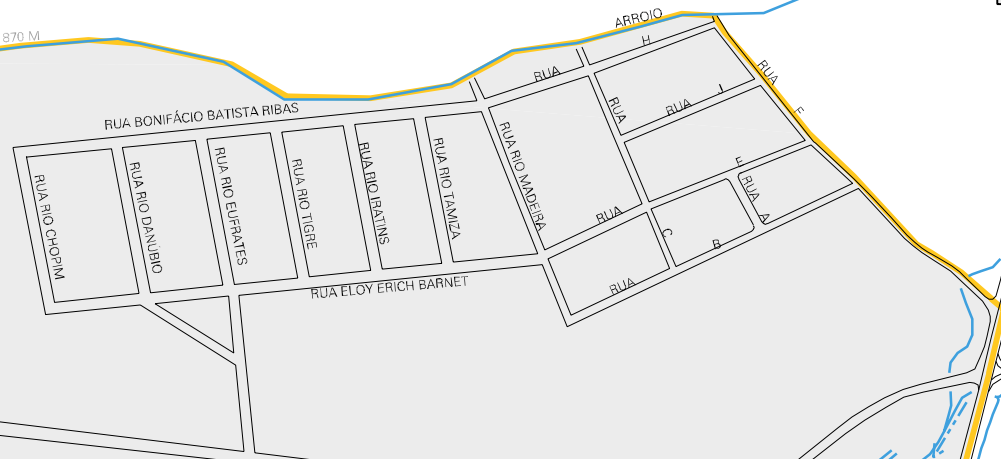 870 M
ARROIO
RUA H
RUA BONIFÁCIO BATISTA RIBAS
RUA I
RUA F
RUA
RUA CHOPIM
RUA RIO DANÚBIO
RUA RIO EUFRATES
RUA RIO TIGRE
RUA RIO IRATINS
RUA RIO TAMIZA
RUA RIO MADEIRA
RUA E
RUA A
C
RUA B
RUA ELOY ERICH BARNET